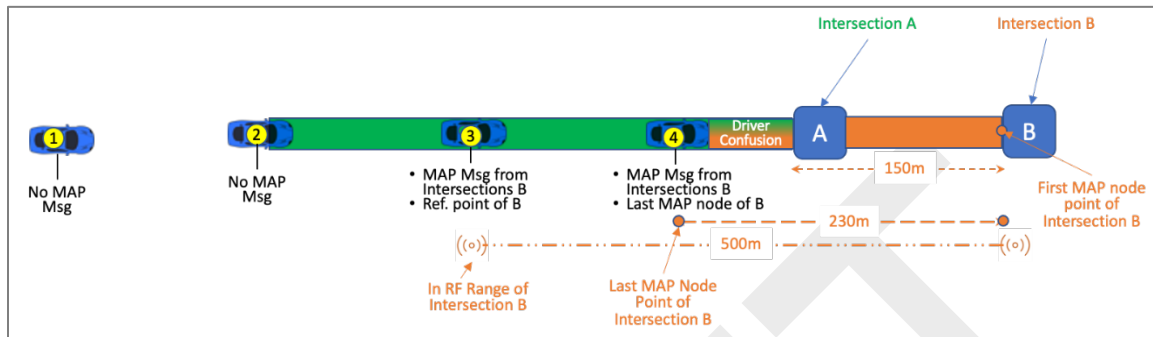 Intersection A
Intersection B
1
2
3
4
Driver
Confusion
A
B
No MAP
Msg
No MAP
Msg
• MAP Msg from
Intersections B
• Ref. point of B
• MAP Msg from
Intersections B
• Last MAP node of B
150m
First MAP node
point of
Intersection B
230m
500m
In RF Range of
Intersection B
Last MAP Node
Point of
Intersection B